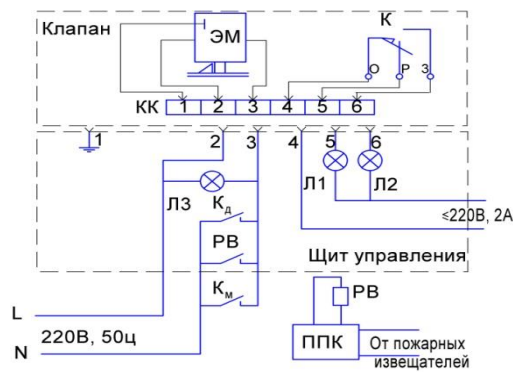 Клапан
ЭМ
К
О Р З
КК 1 2 3 4 5 6
1 2 3 4 5 6
Л3 Л1 Л2
Кд
РВ
Км
≤220В, 2А
Щит управления
L
220В, 50ц
N
РВ
ППК
От пожарных
извещателей